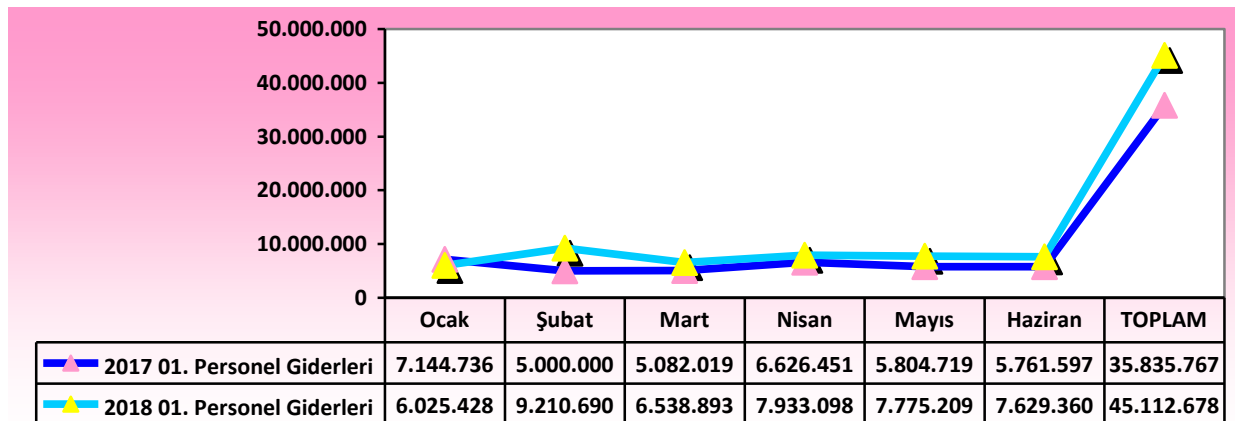 50.000.000
40.000.000
30.000.000
20.000.000
10.000.000
0
Ocak Şubat Mart Nisan Mayıs Haziran TOPLAM
2017 01. Personel Giderleri 7.144.736 5.000.000 5.082.019 6.626.451 5.804.719 5.761.597 35.835.767
2018 01. Personel Giderleri 6.025.428 9.210.690 6.538.893 7.933.098 7.775.209 7.629.360 45.112.678